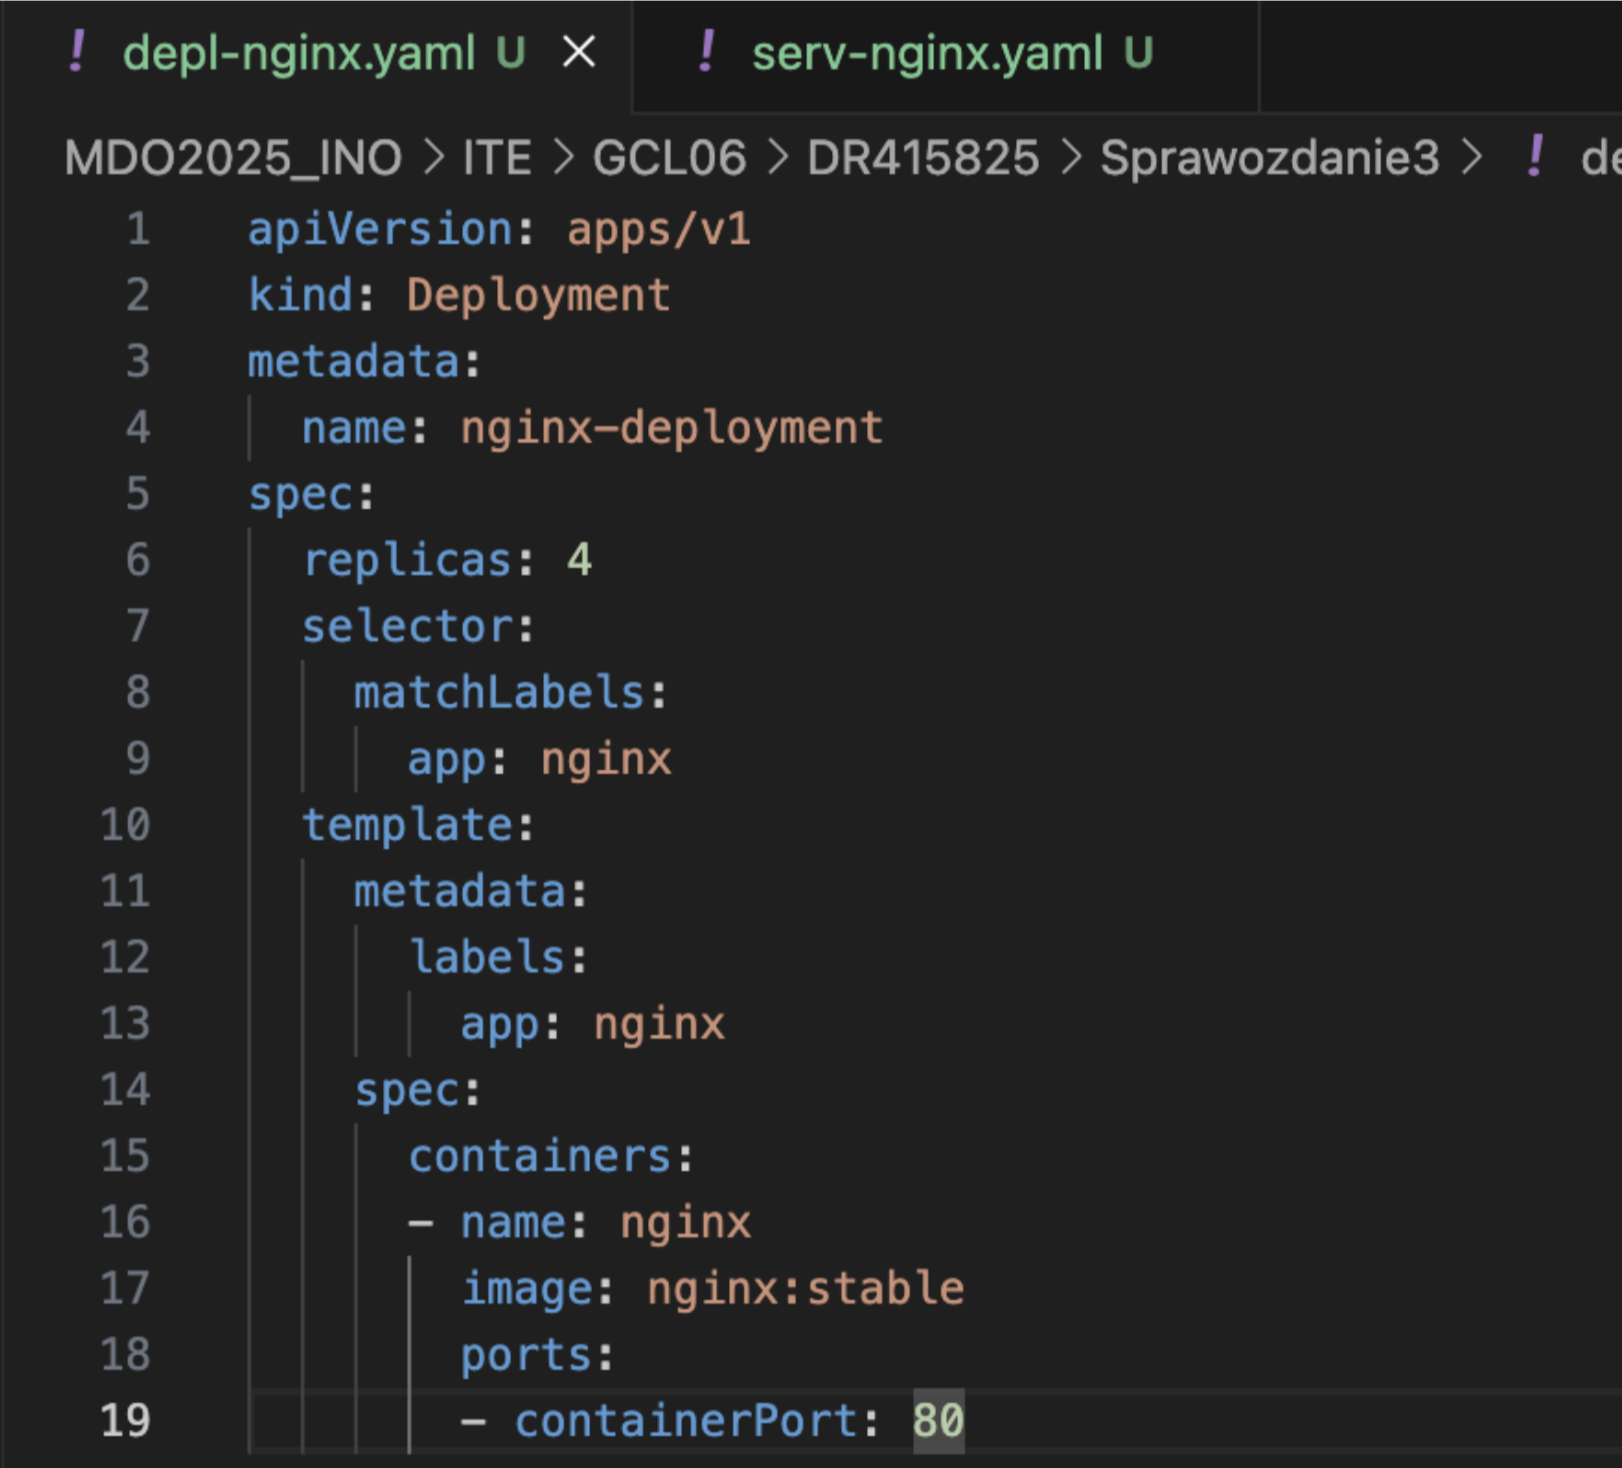 ! depl-nginx.yaml U × ! serv-nginx.yaml U
MDO2025_INO > ITE > GCL06 > DR415825 > Sprawozdanie3 > ! de
1 apiVersion: apps/v1
2 kind: Deployment
3 metadata:
4   name: nginx-deployment
5 spec:
6   replicas: 4
7   selector:
8     matchLabels:
9       app: nginx
10   template:
11     metadata:
12       labels:
13         app: nginx
14     spec:
15       containers:
16       - name: nginx
17         image: nginx:stable
18         ports:
19         - containerPort: 80